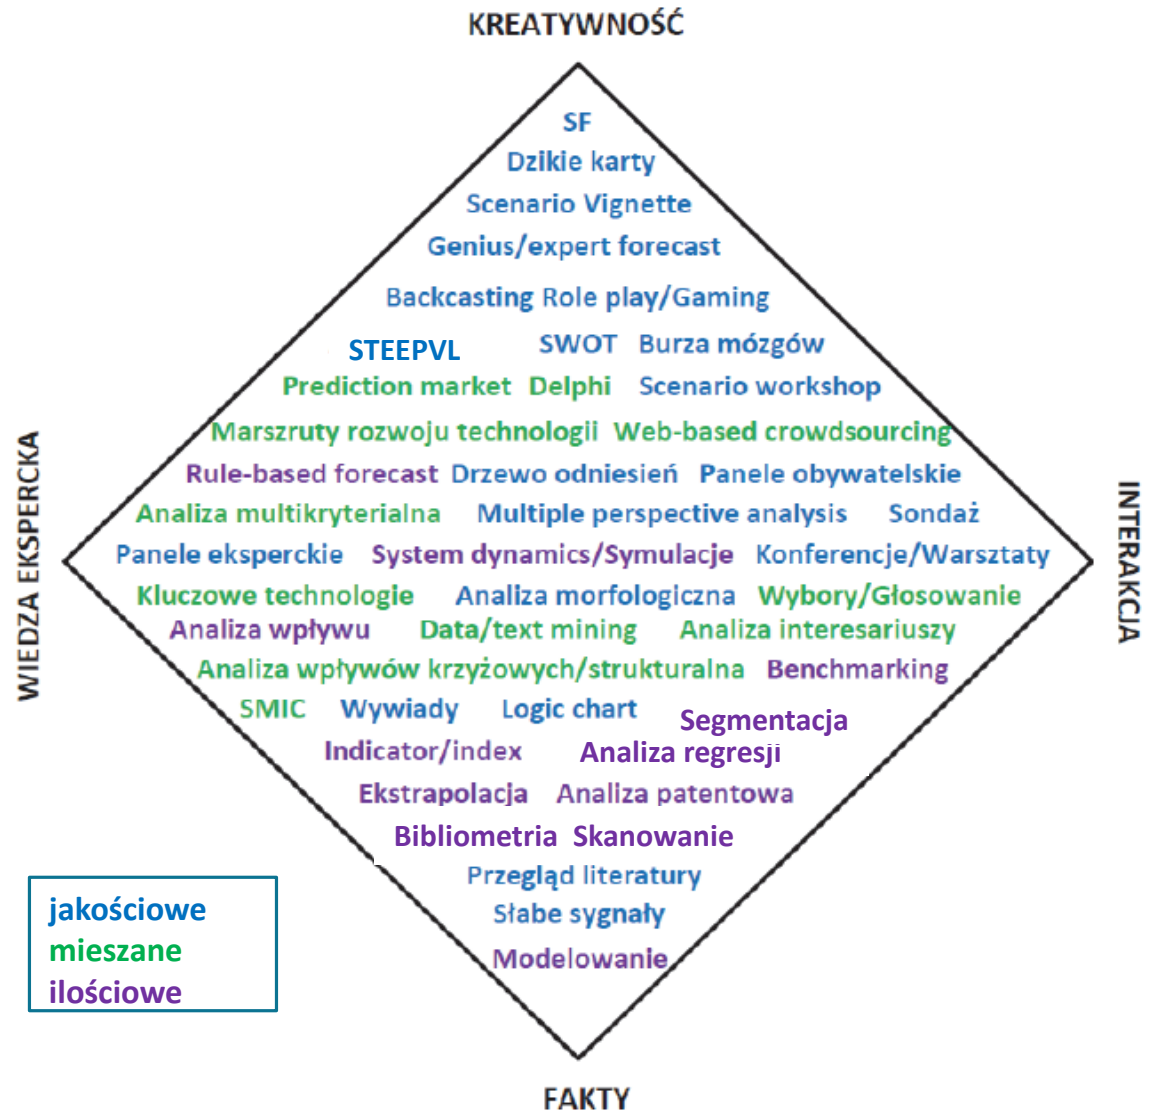 KREATYWNOŚĆ
SF
Dzikie karty
Scenario Vignette
Genius/expert forecast
Backcasting Role play/Gaming
STEEPVL SWOT Burza mózgów
Prediction market Delphi Scenario workshop
Marszruty rozwoju technologii Web-based crowdsourcing
Rule-based forecast Drzewo odniesień Panele obywatelskie
Analiza multikryterialna Multiple perspective analysis Sondaż
Panele eksperckie System dynamics/Symulacje Konferencje/Warsztaty
Kluczowe technologie Analiza morfologiczna Wybory/Głosowanie
Analiza wpływu Data/text mining Analiza interesariuszy
Analiza wpływów krzyżowych/strukturalna Benchmarking
SMIC Wywiady Logic chart Segmentacja
Indicator/index Analiza regresji
Ekstrapolacja Analiza patentowa
Bibliometria Skanowanie
Przegląd literatury
Słabe sygnały
Modelowanie
WIEDZA EKSPERCKA
INTERAKCJA
jakościowe
mieszane
ilościowe
FAKTY